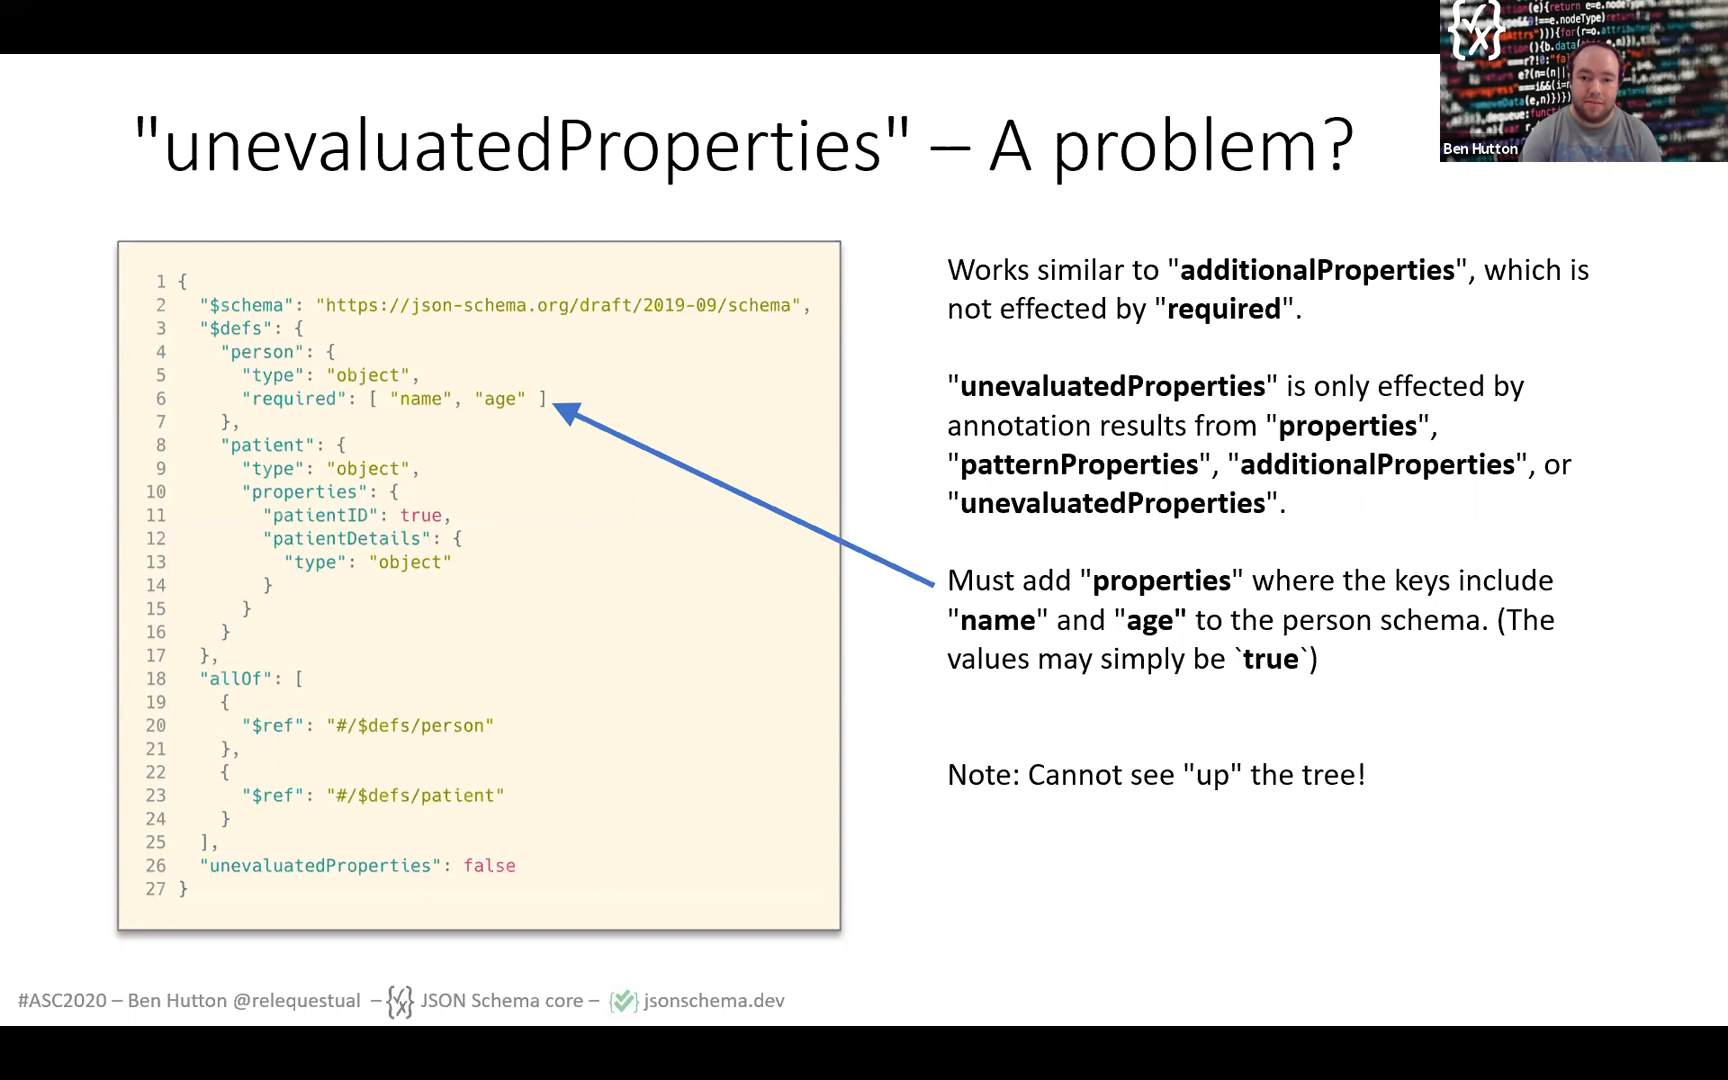 "unevaluatedProperties" – A problem?
Ben Hutton
1 {
2 "$schema": "https://json-schema.org/draft/2019-09/schema",
3 "$defs": {
4 "person": {
5 "type": "object",
6 "required": [ "name", "age" ]
7 },
8 "patient": {
9 "type": "object",
10 "properties": {
11 "patientID": true,
12 "patientDetails": {
13 "type": "object"
14 }
15 }
16 }
17 },
18 "allOf": [
19 {
20 "$ref": "#/$defs/person"
21 },
22 {
23 "$ref": "#/$defs/patient"
24 }
25 ],
26 "unevaluatedProperties": false
27 }
Works similar to "additionalProperties", which is
not effected by "required".
"unevaluatedProperties" is only effected by
annotation results from "properties",
"patternProperties", "additionalProperties", or
"unevaluatedProperties".
Must add "properties" where the keys include
"name" and "age" to the person schema. (The
values may simply be `true`)
Note: Cannot see "up" the tree!
#ASC2020 – Ben Hutton @relequestual – JSON Schema core – jsonschema.dev